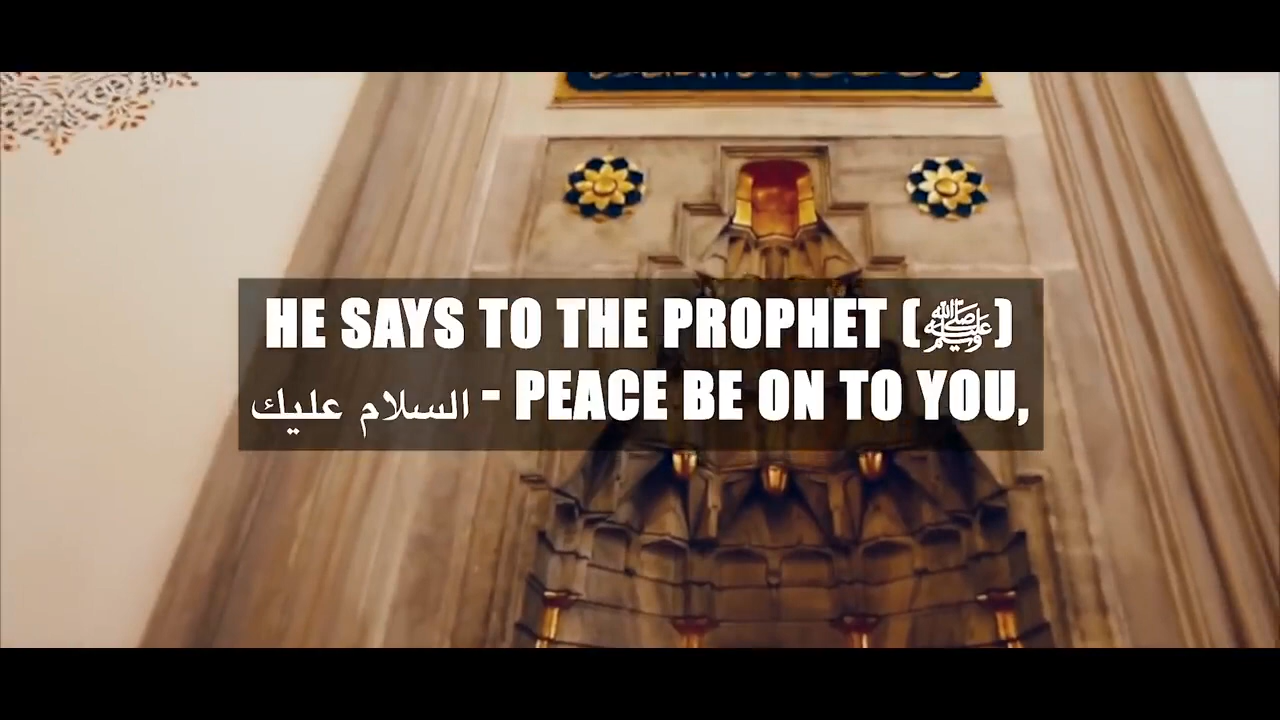 HE SAYS TO THE PROPHET (ﷺ)
السلام عليك - PEACE BE ON TO YOU,